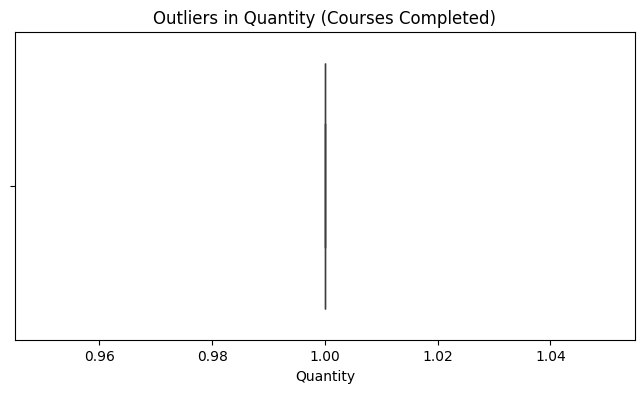 Outliers in Quantity (Courses Completed)
0.96 0.98 1.00 1.02 1.04
Quantity